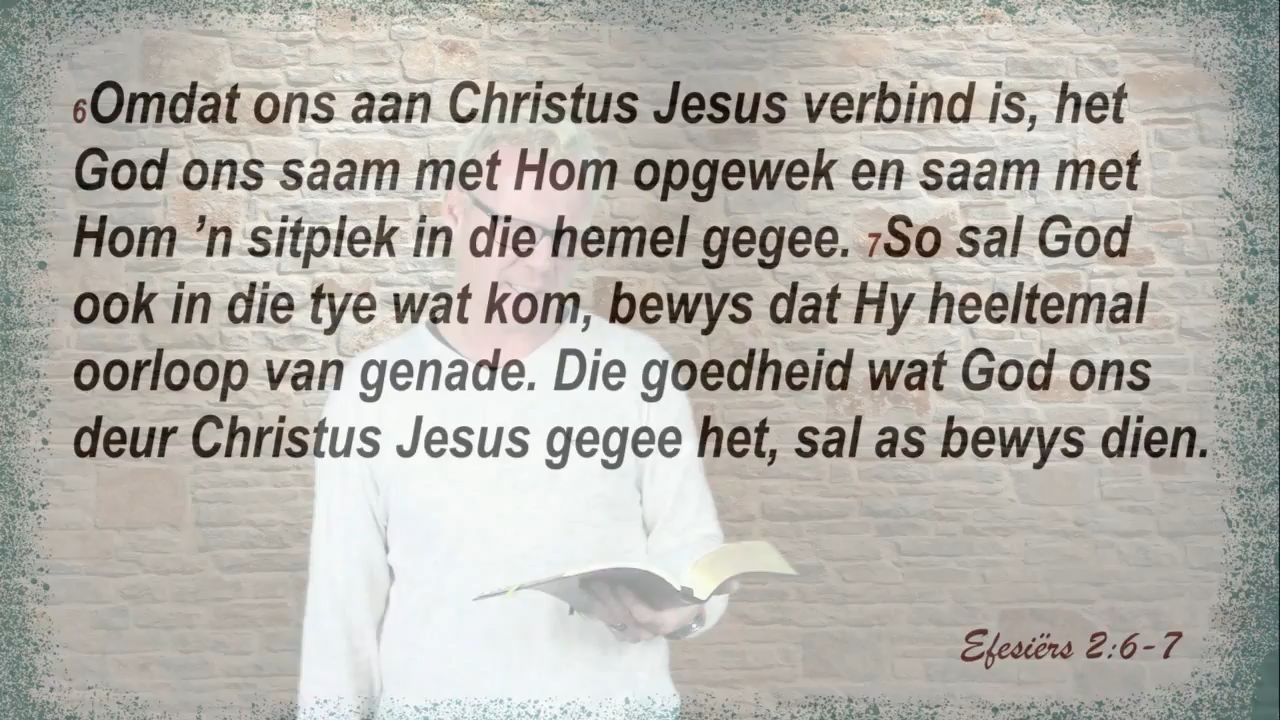 6Omdat ons aan Christus Jesus verbind is, het
God ons saam met Hom opgewek en saam met
Hom ’n sitplek in die hemel gegee. 7So sal God
ook in die tye wat kom, bewys dat Hy heeltemal
oorloop van genade. Die goedheid wat God ons
deur Christus Jesus gegee het, sal as bewys dien.
Efesiërs 2:6-7